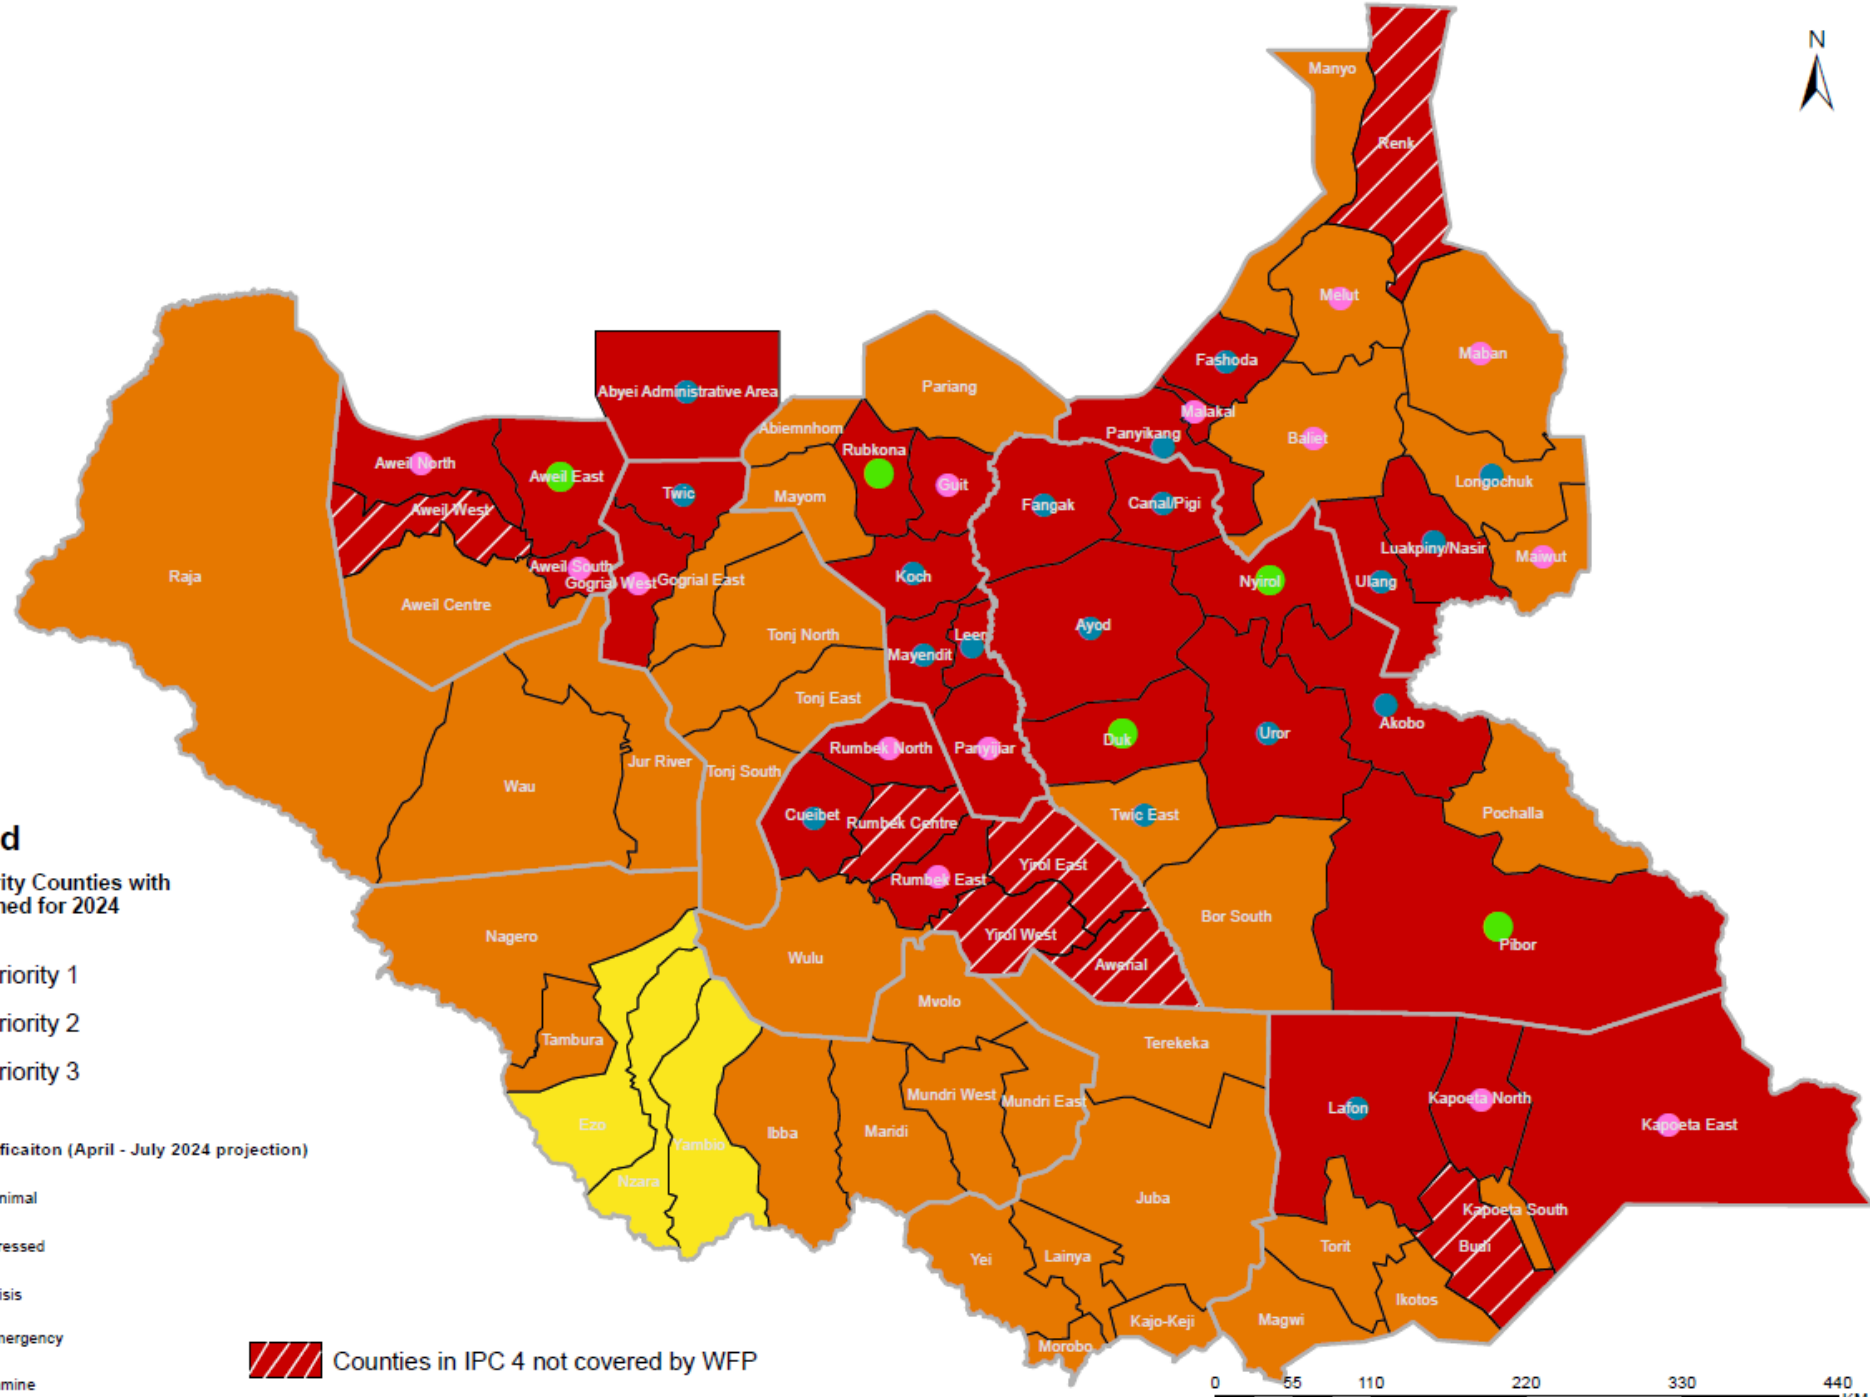 N
Manyo
Renk
Melut
Maban
Fashoda
Abyei Administrative Area
Pariang
Malakal
Abiemnhom
Panyikang
Baliet
Rubkona
Aweil North
Aweil East
Guit
Longochuk
Twic
Mayom
Fangak
Canal/Pigi
Aweil West
Luakpiny/Nasir
Maiwut
Aweil South
Raja
Koch
Gogrial West
Gogrial East
Nyirol
Ulang
Aweil Centre
Ayod
Tonj North
Leer
Mayendit
Tonj East
Akobo
Rumbek North
Panyijiar
Duk
Uror
Jur River
Tonj South
Wau
Cueibet
Rumbek Centre
Twic East
Pochalla
d
Yirol East
rity Counties with
ned for 2024
Rumbek East
Bor South
Nagero
Yirol West
Pibor
Wulu
Awerial
riority 1
Mvolo
riority 2
Tambura
Terekeka
riority 3
Mundri West
Mundri East
Kapoeta North
Lafon
Ezo
Ibba
Maridi
Kapoeta East
Yambio
ficaiton (April - July 2024 projection)
Nzara
nimal
Juba
Kapoeta South
ressed
Torit
Budi
Yei
Lainya
isis
Ikotos
Kajo-Keji
Magwi
mergency
Morobo
Counties in IPC 4 not covered by WFP
mine
0 55 110 220 330 440